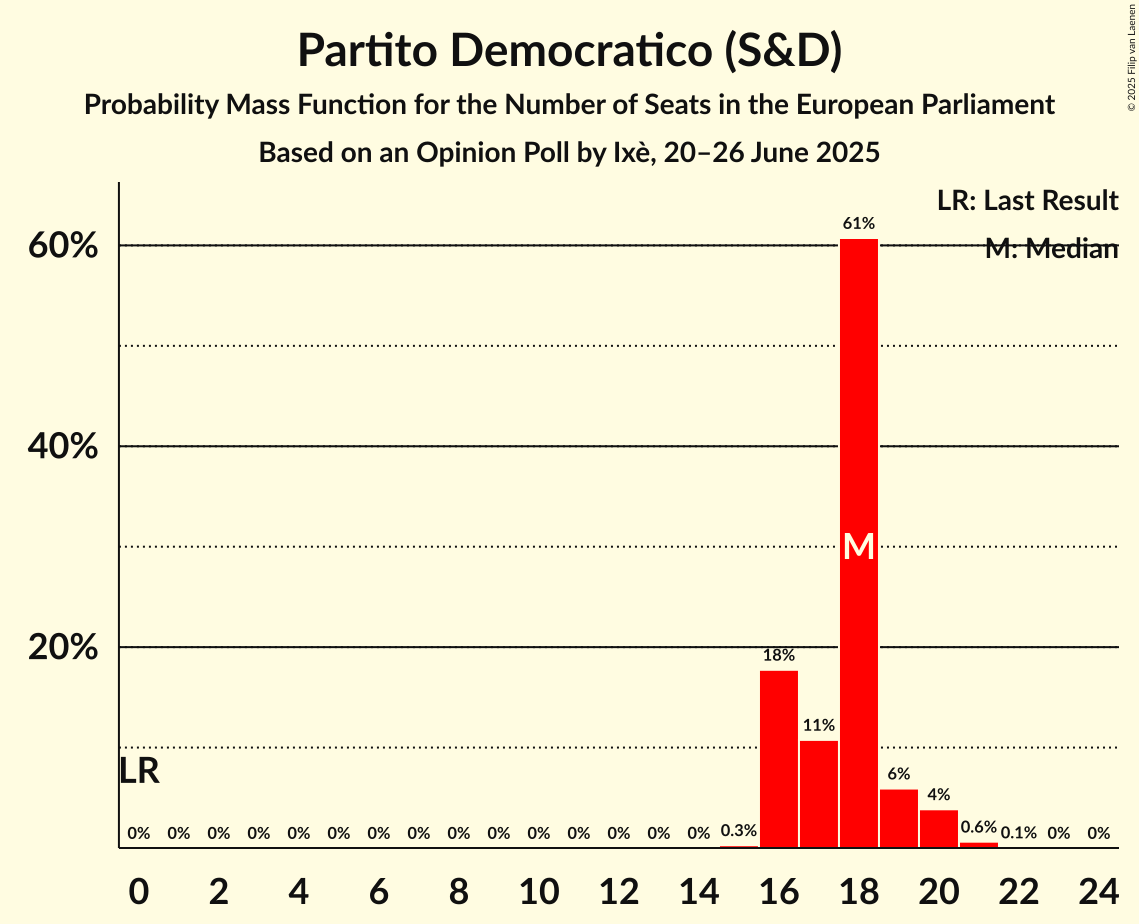 Partito Democratico (S&D)
Probability Mass Function for the Number of Seats in the European Parliament
Based on an Opinion Poll by Ixè, 20–26 June 2025
© 2025 Filip van Laenen
LR: Last Result
M: Median
60%
40%
20%
61%
M
18%
11%
6%
4%
LR
0% 0% 0% 0% 0% 0% 0% 0% 0% 0% 0% 0% 0% 0% 0% 0.3% 0.6% 0.1% 0% 0%
0 2 4 6 8 10 12 14 16 18 20 22 24